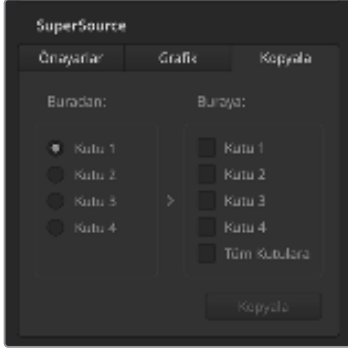 SuperSource
Önayarlar Grafik Kopyala
Buradan: Buraya:
Kutu 1 Kutu 1
Kutu 2 Kutu 2
Kutu 3 > Kutu 3
Kutu 4 Kutu 4
Tüm Kutulara
Kopyala